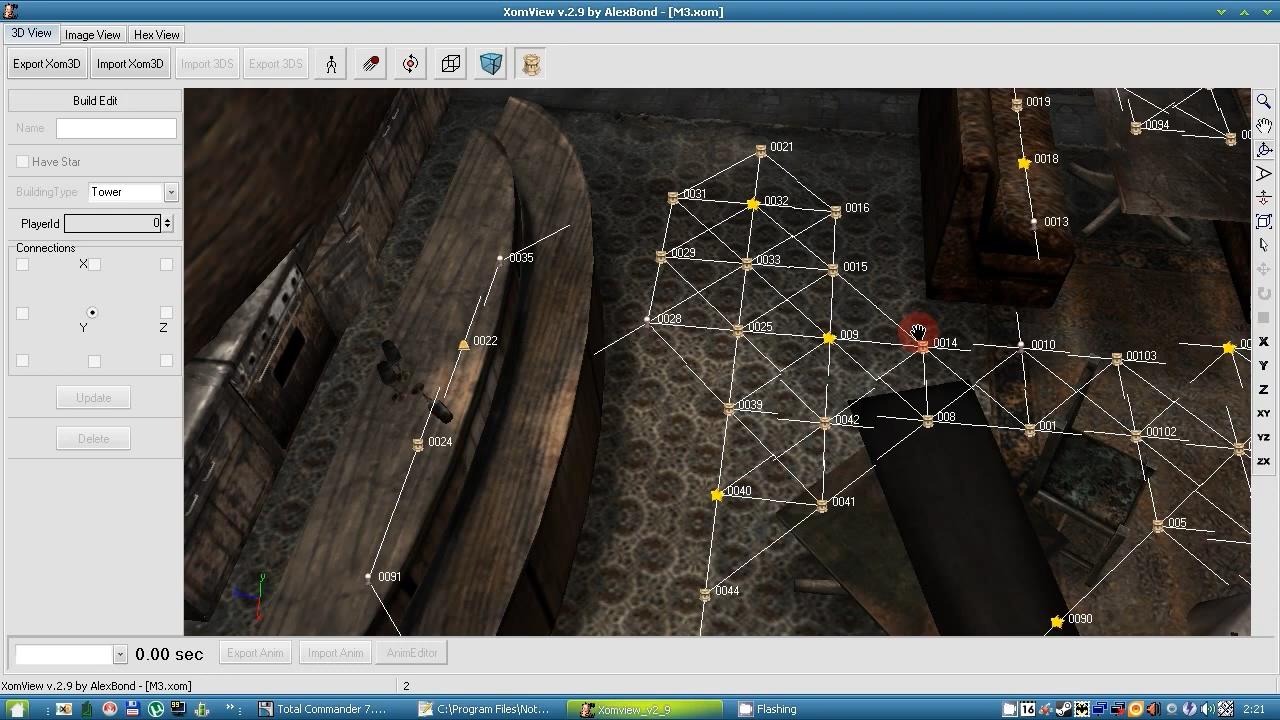 XomView v.2.9 by AlexBond - [M3.xom]
3D View Image View Hex View
Export Xom3D Import Xom3D Import 3DS Export 3DS
Build Edit
Name
Have Star
BuildingType Tower
PlayerId 0
Connections
X
Y Z
Update
Delete
0021
0031
0032
0016
0029
0033
0015
0028
0025
009
0014
0010
00103
0039
0042
008
001
00102
0040
0041
005
0044
0090
0035
0022
0024
0091
0019
0018
0013
0094
X
Y
Z
XY
YZ
ZX
y
0.00 sec Export Anim Import Anim AnimEditor
XomView v.2.9 by AlexBond - [M3.xom] 2
Total Commander 7.... C:\Program Files\Not... Xomview_v2_9 Flashing 16 2:21